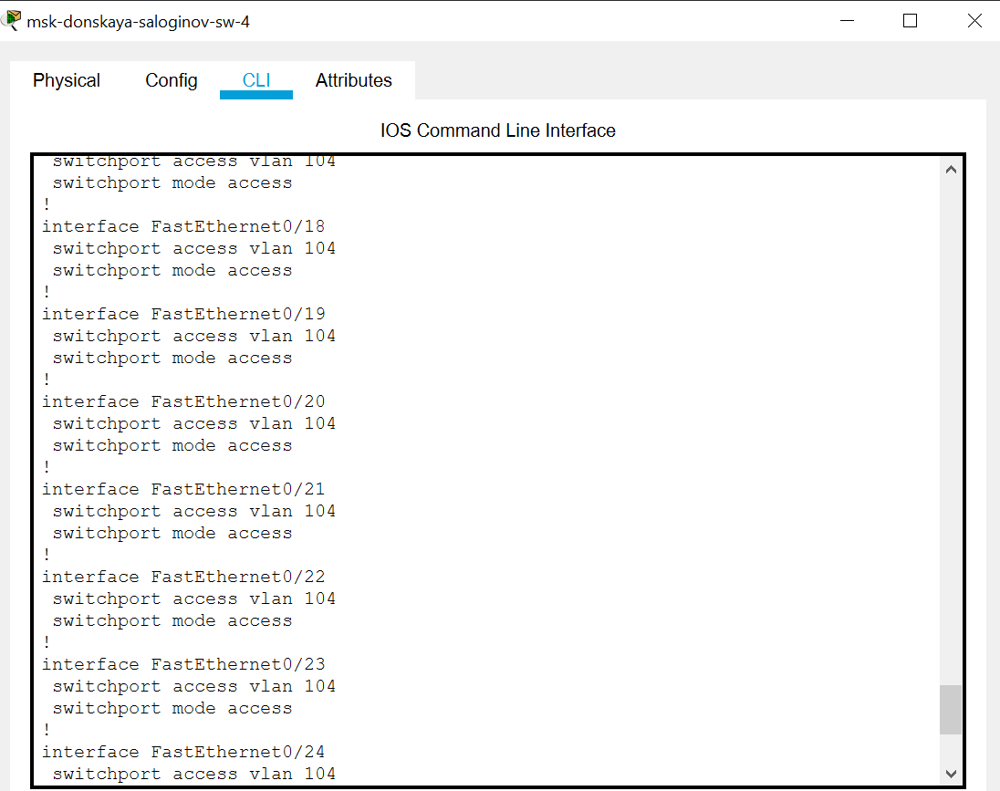 msk-donskaya-saloginov-sw-4
Physical Config CLI Attributes
IOS Command Line Interface
switchport access vlan 104
switchport mode access
!
interface FastEthernet0/18
switchport access vlan 104
switchport mode access
!
interface FastEthernet0/19
switchport access vlan 104
switchport mode access
!
interface FastEthernet0/20
switchport access vlan 104
switchport mode access
!
interface FastEthernet0/21
switchport access vlan 104
switchport mode access
!
interface FastEthernet0/22
switchport access vlan 104
switchport mode access
!
interface FastEthernet0/23
switchport access vlan 104
switchport mode access
!
interface FastEthernet0/24
switchport access vlan 104